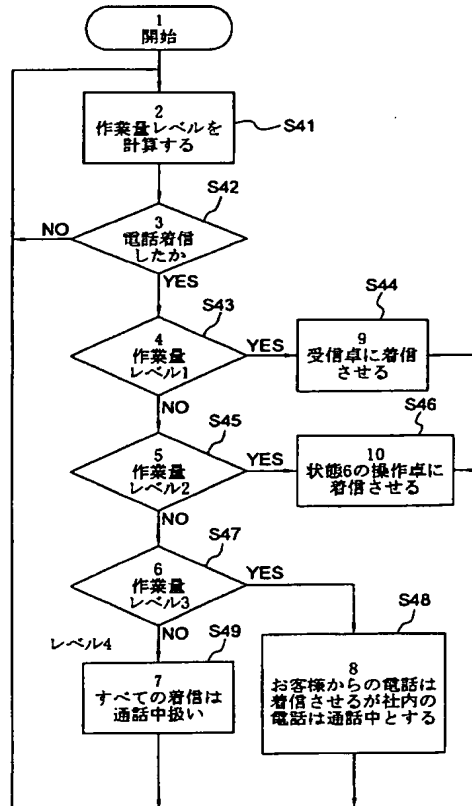 1
開始
2
作業量レベルを
計算する
S41
S42
3
電話着信
したか
NO
YES
S43
4
作業量
レベル1
YES
NO
S44
9
受信卓に着信
させる
S45
5
作業量
レベル2
YES
NO
S46
10
状態6の操作卓に
着信させる
S47
6
作業量
レベル3
YES
NO
レベル4
S49
7
すべての着信は
通話中扱い
S48
8
お客様からの電話は
着信させるが社内の
電話は通話中とする